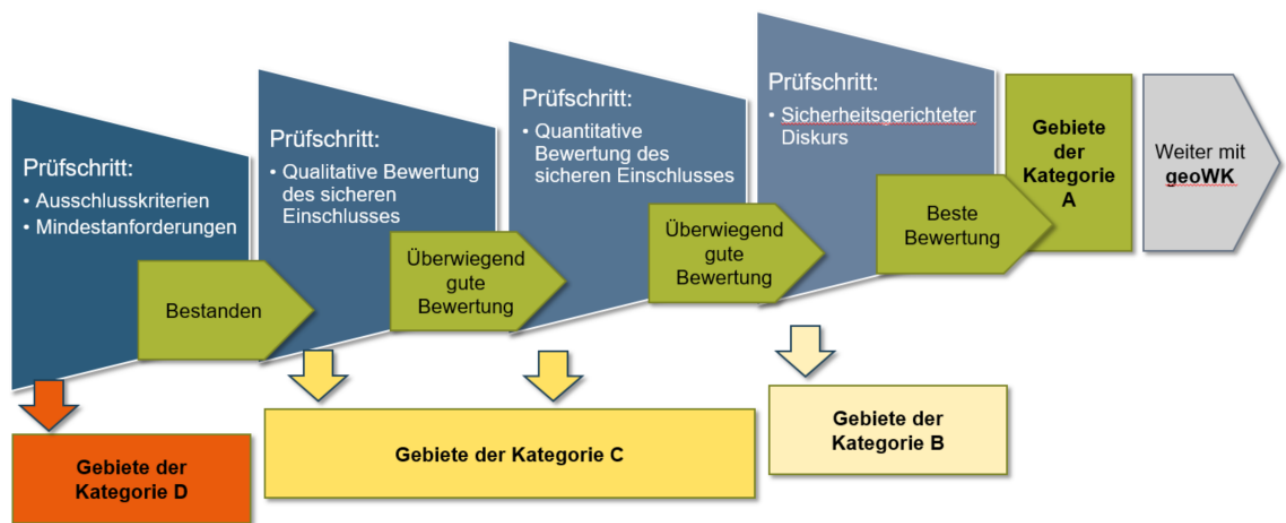 Prüfschritt:
• Ausschlusskriterien
• Mindestanforderungen
Bestanden
Prüfschritt:
• Qualitative Bewertung
des sicheren
Einschlusses
Überwiegend
gute
Bewertung
Prüfschritt:
• Quantitative
Bewertung des
sicheren Einschlusses
Überwiegend
gute
Bewertung
Prüfschritt:
• Sicherheitsgerichteter
Diskurs
Beste
Bewertung
Gebiete
der
Kategorie
A
Weiter mit
geoWK
Gebiete der
Kategorie D
Gebiete der Kategorie C
Gebiete der
Kategorie B